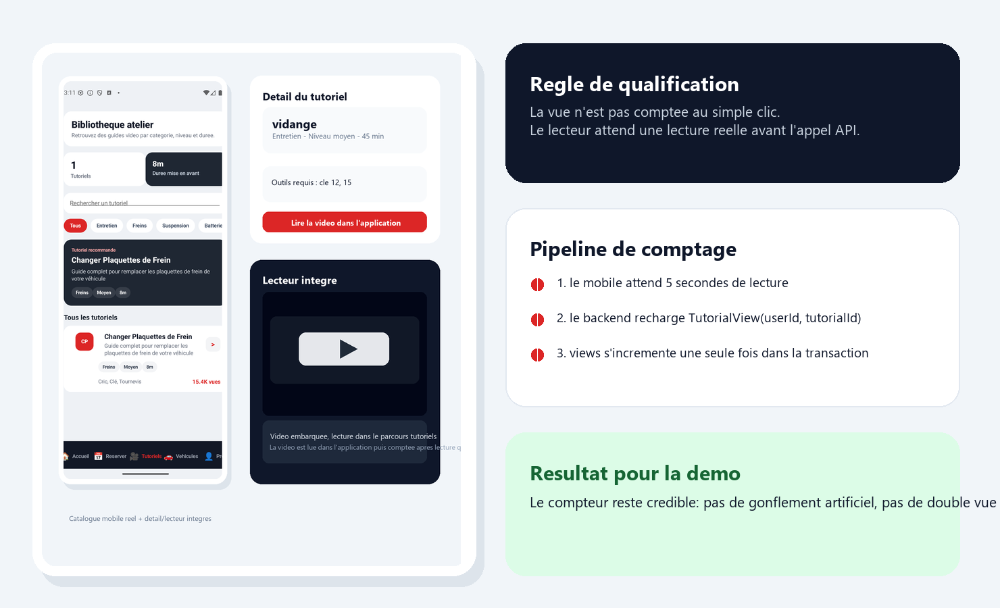 3:11
Bibliotheque atelier
Retrouvez des guides video par categorie, niveau et duree.
1
Tutoriels
8m
Duree mise en avant
Rechercher un tutoriel
Tous
Entretien
Freins
Suspension
Batterie
Tutoriel recommande
Changer Plaquettes de Frein
Guide complet pour remplacer les plaquettes de frein de
votre véhicule
Freins
Moyen
8m
Tous les tutoriels
CP
Changer Plaquettes de Frein
Guide complet pour remplacer les
plaquettes de frein de votre véhicule
>
Freins
Moyen
8m
Cric, Clé, Tournevis
15.4K vues
Accueil
Reserver
Tutoriels
Vehicules
Pr
Catalogue mobile reel + detail/lecteur integres
Detail du tutoriel
vidange
Entretien - Niveau moyen - 45 min
Outils requis : cle 12, 15
Lire la video dans l'application
Lecteur integre
Video embarquee, lecture dans le parcours tutoriels
La video est lue dans l'application puis comptee apres lecture q
Regle de qualification
La vue n'est pas comptee au simple clic.
Le lecteur attend une lecture reelle avant l'appel API.
Pipeline de comptage
1. le mobile attend 5 secondes de lecture
2. le backend recharge TutorialView(userId, tutorialId)
3. views s'incremente une seule fois dans la transaction
Resultat pour la demo
Le compteur reste credible: pas de gonflement artificiel, pas de double vue